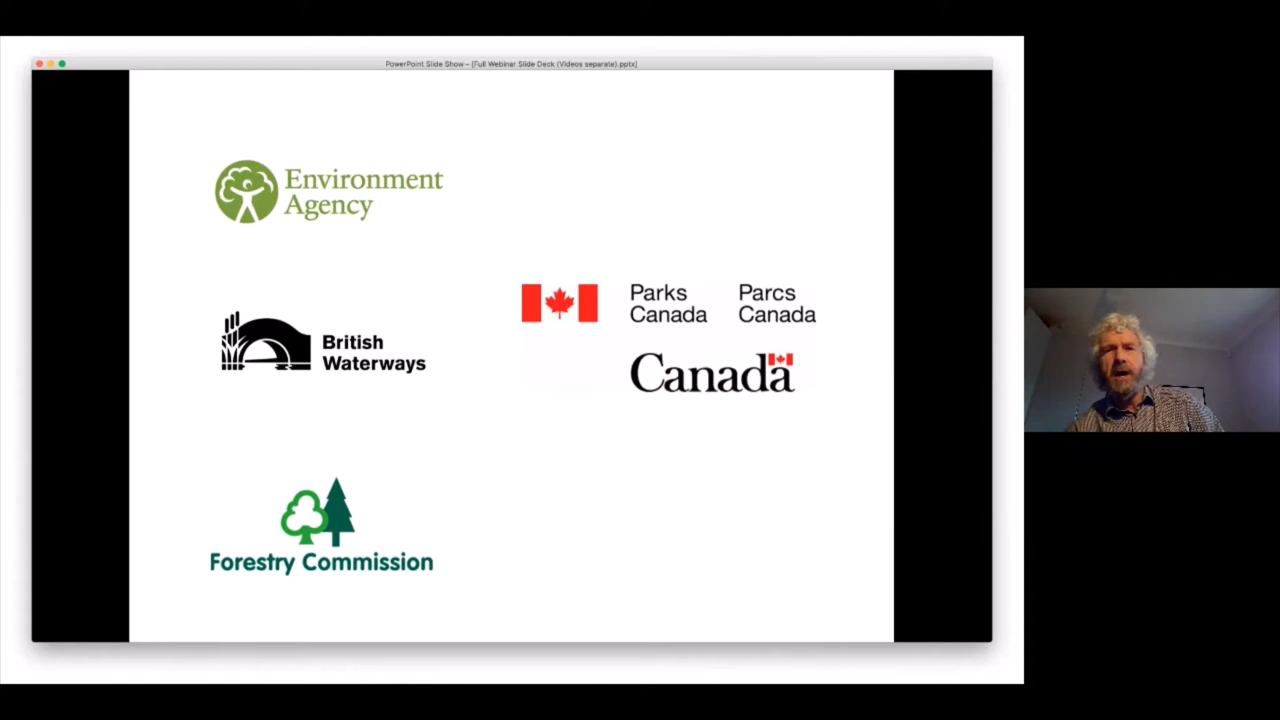 PowerPoint Slide Show – [Full Webinar Slide Deck (Videos separate).pptx]
Environment
Agency
British
Waterways
Parks
Canada
Parcs
Canada
Canada
Forestry Commission